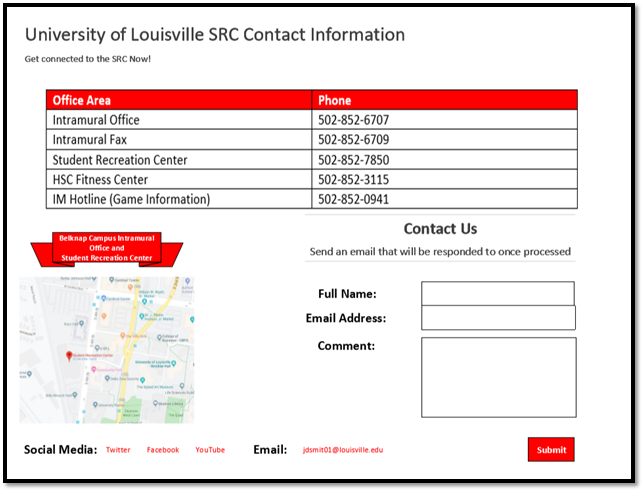 University of Louisville SRC Contact Information
Get connected to the SRC Now!
Office Area Phone
Intramural Office 502-852-6707
Intramural Fax 502-852-6709
Student Recreation Center 502-852-7850
HSC Fitness Center 502-852-3115
IM Hotline (Game Information) 502-852-0941
Belknap Campus Intramural
Office and
Student Recreation Center
Contact Us
Send an email that will be responded to once processed
Full Name:
Email Address:
Comment:
Student Recreation Center
Social Media: Twitter Facebook YouTube Email: jdsmit01@louisville.edu
Submit